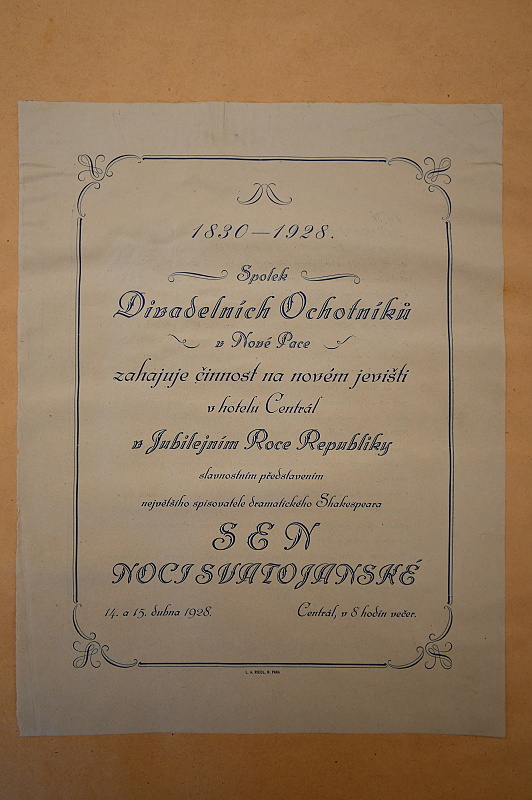 1830—1928.
Spolek
Divadelních Ochotníků
v Nové Pace
zahajuje činnost na novém jevišti
v hotelu Centrál
v Jubilejním Roce Republiky
slavnostním představením
největšího spisovatele dramatického Shakespeara
SEN
NOCI SVATOJANSKÉ
14. a 15. dubna 1928.
Centrál, v 8 hodin večer.